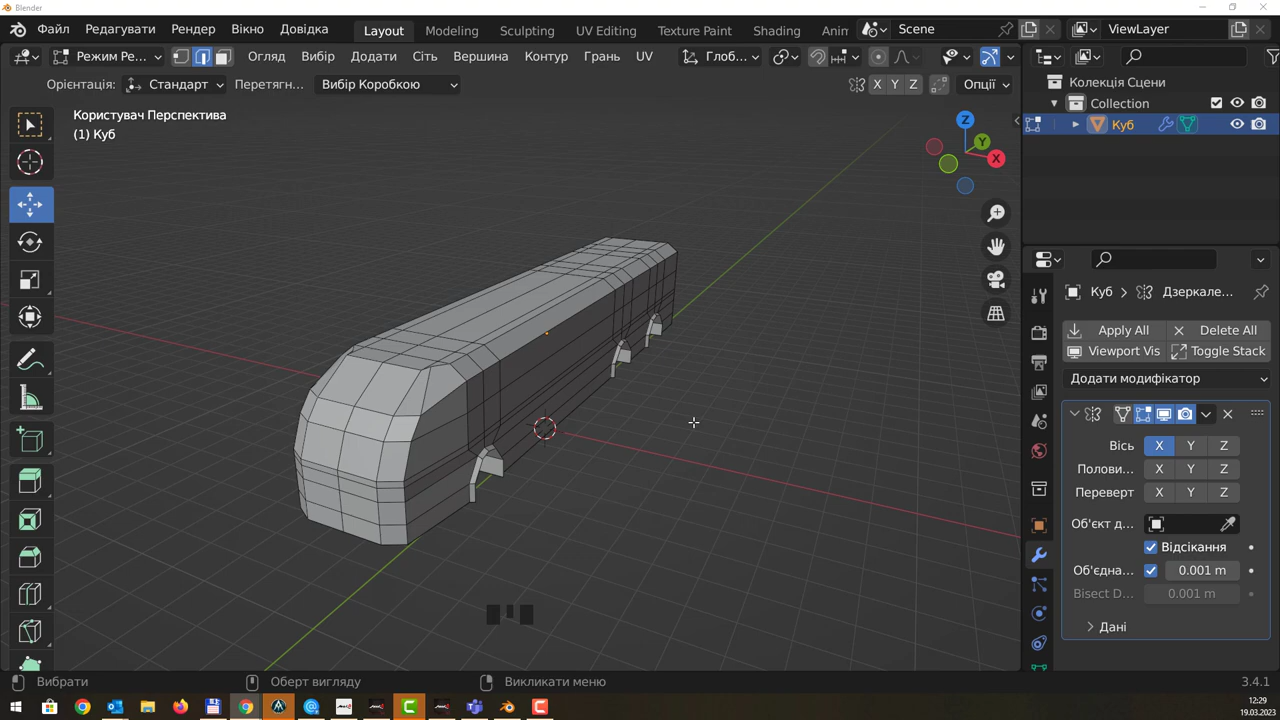 Blender
Файл Редагувати Рендер Вікно Довідка Layout Modeling Sculpting UV Editing Texture Paint Shading Anin Scene ViewLayer
Режим Ре... Огляд Вибір Додати Сіть Вершина Контур Грань UV Глоб...
Орієнтація: Стандарт Перетягн... Вибір Коробкою X Y Z Опції
Користувач Перспектива
(1) Куб
Z
Y
X
Колекція Сцени
Collection
Куб
Куб > Дзеркале...
Apply All Delete All
Viewport Vis Toggle Stack
Додати модифікатор
Вісь X Y Z
Полови... X Y Z
Переверт X Y Z
Об'єкт д...
Відсікання
Об'єдна... 0.001 m
Bisect D... 0.001 m
Дані
Вибрати Оберт вигляду Викликати меню 3.4.1
12:29
19.03.2023